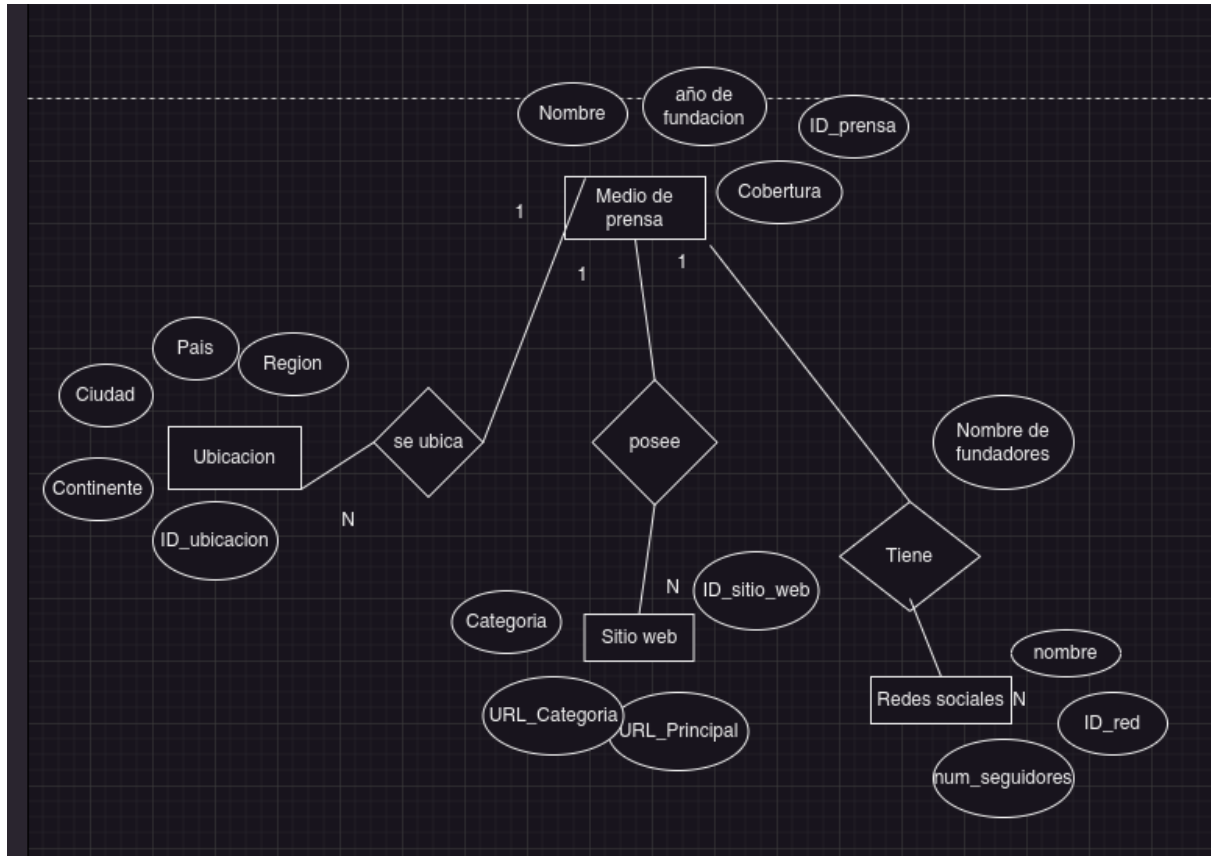 Nombre
año de
fundacion
ID_prensa
Medio de
prensa
Cobertura
1
1
1
Pais
Region
Ciudad
Ubicacion
se ubica
posee
Nombre de
fundadores
Continente
N
ID_ubicacion
Tiene
N
ID_sitio_web
Categoria
Sitio web
nombre
Redes sociales
N
URL_Categoria
URL_Principal
ID_red
num_seguidores